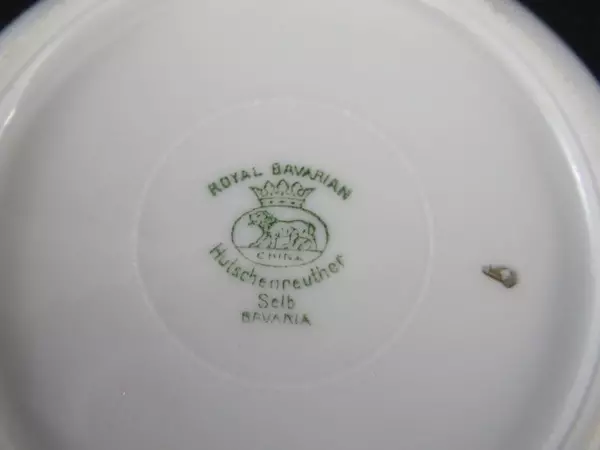 ROYAL BAVARIAN
CHINA
Hutschenreuther
Selb
BAVARIA